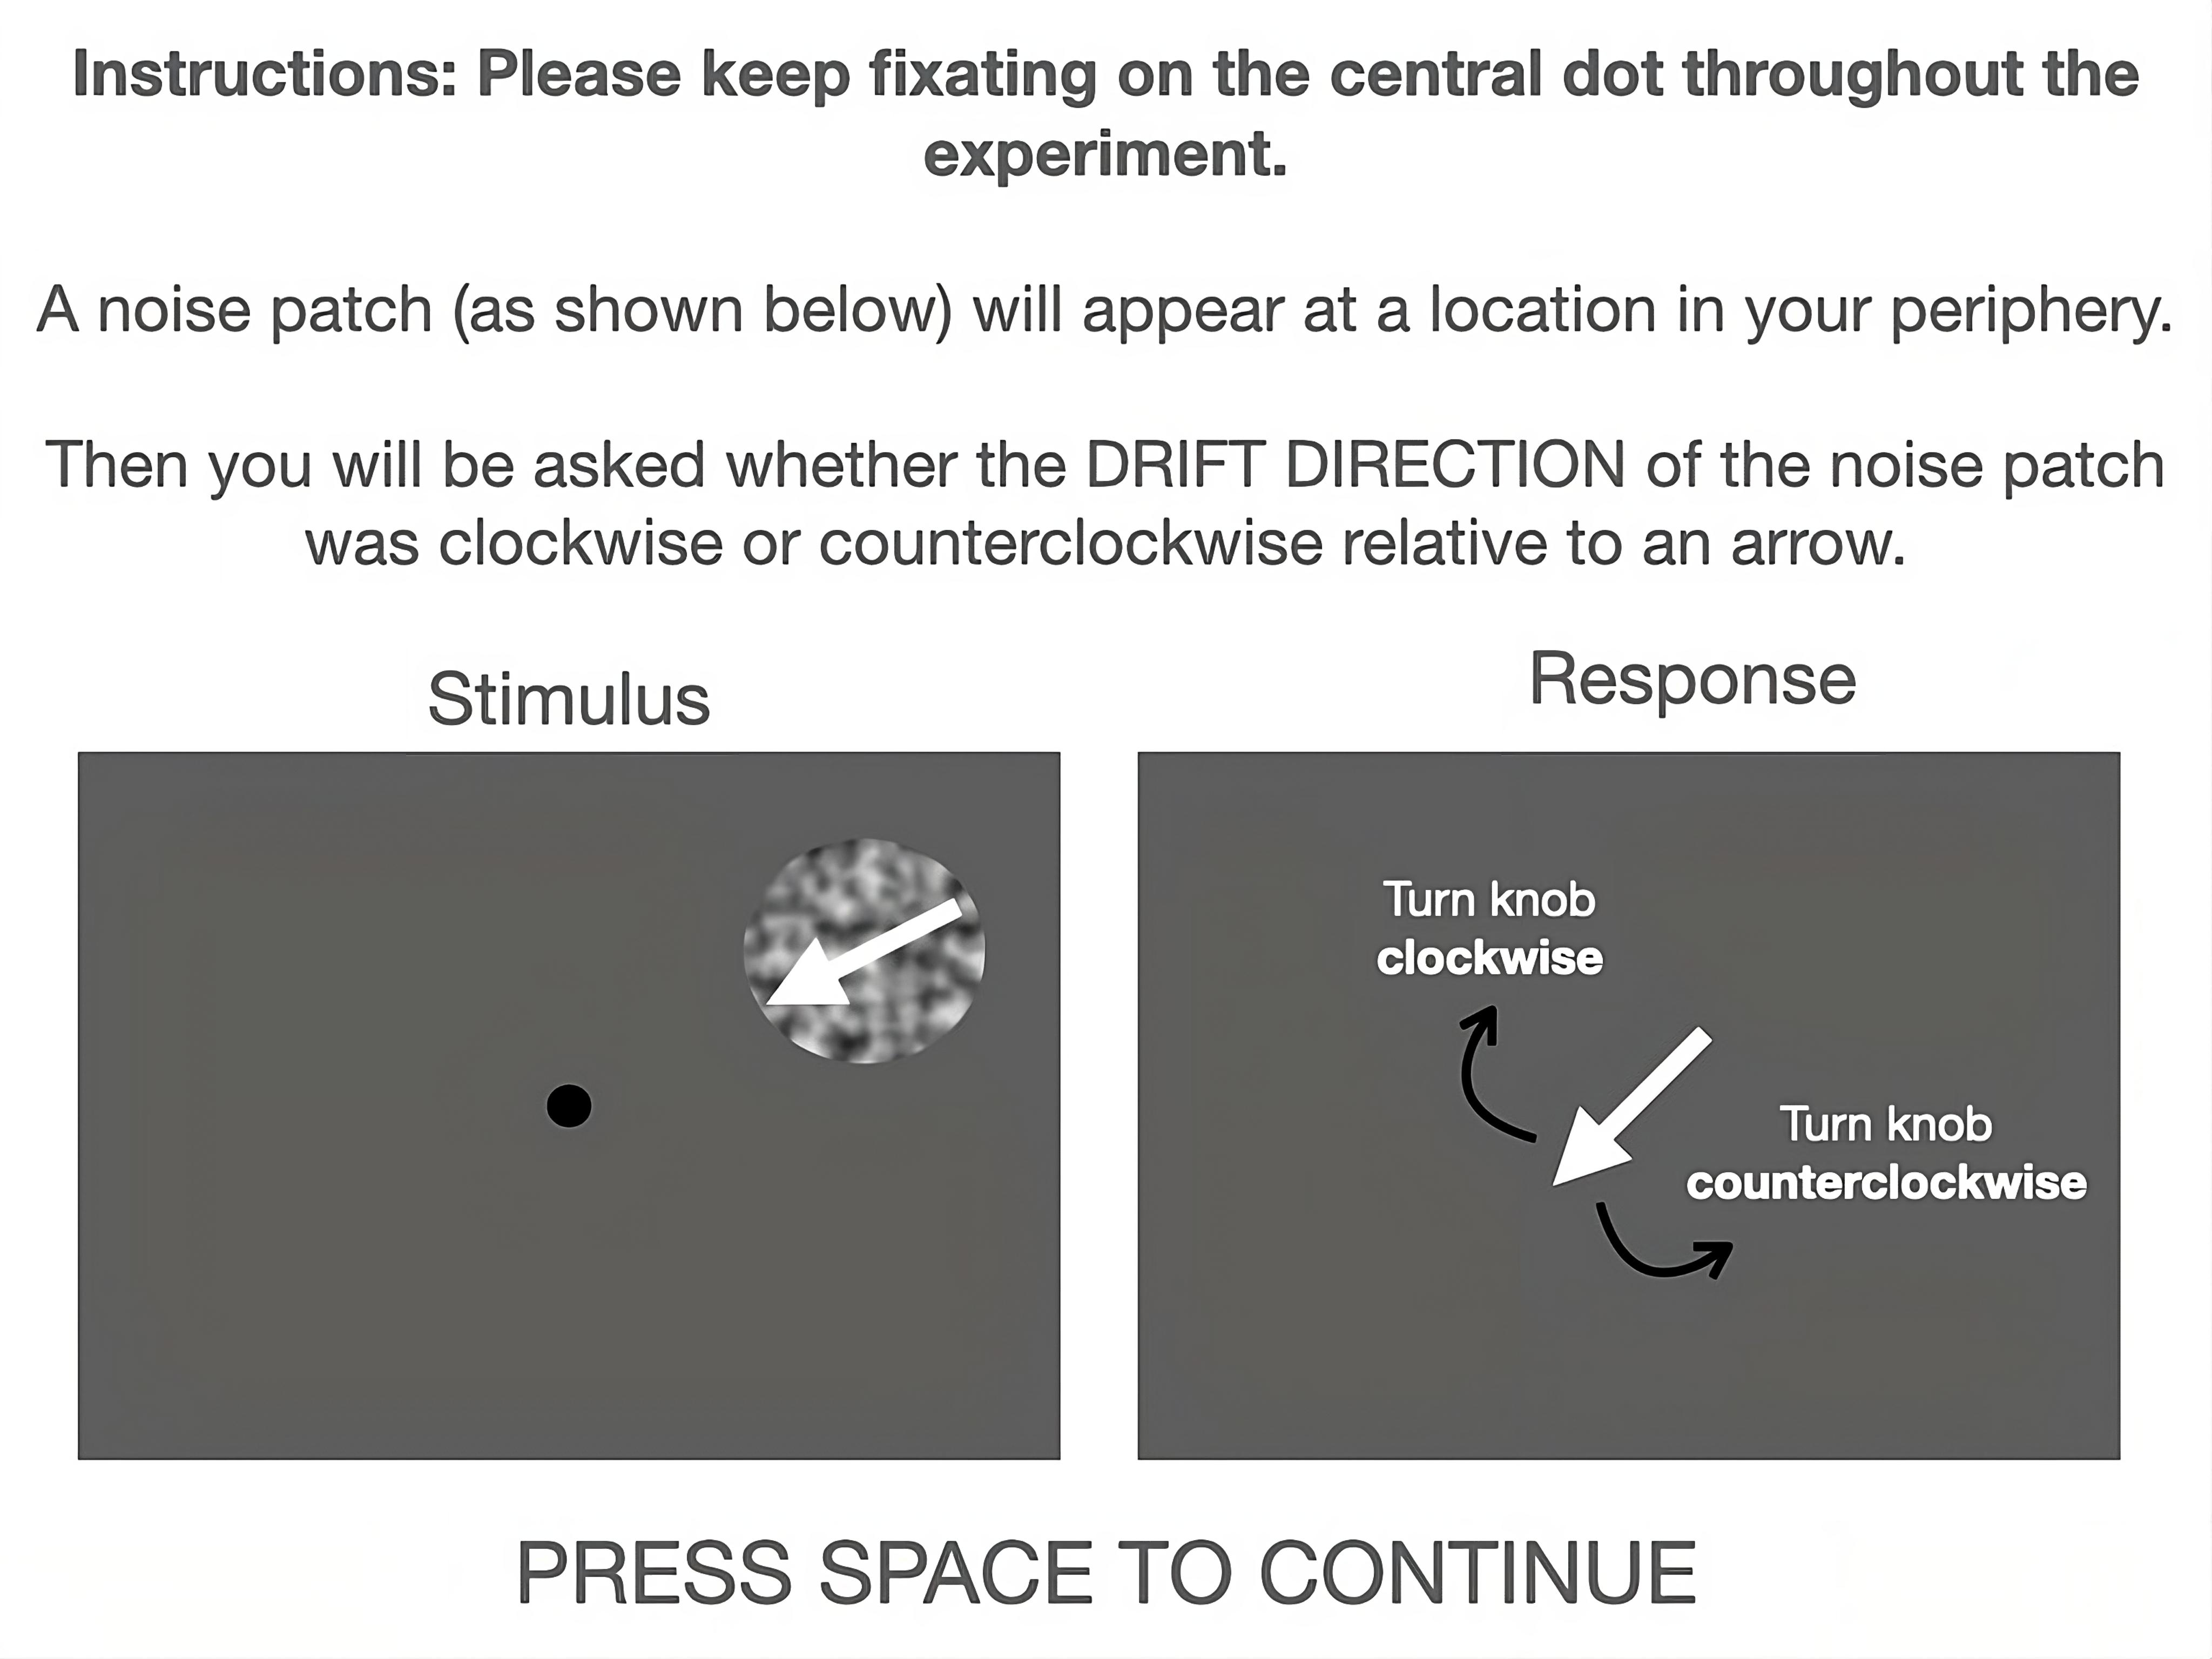 Instructions: Please keep fixating on the central dot throughout the
experiment.
A noise patch (as shown below) will appear at a location in your periphery.
Then you will be asked whether the DRIFT DIRECTION of the noise patch
was clockwise or counterclockwise relative to an arrow.
Stimulus
Response
Turn knob
clockwise
Turn knob
counterclockwise
PRESS SPACE TO CONTINUE